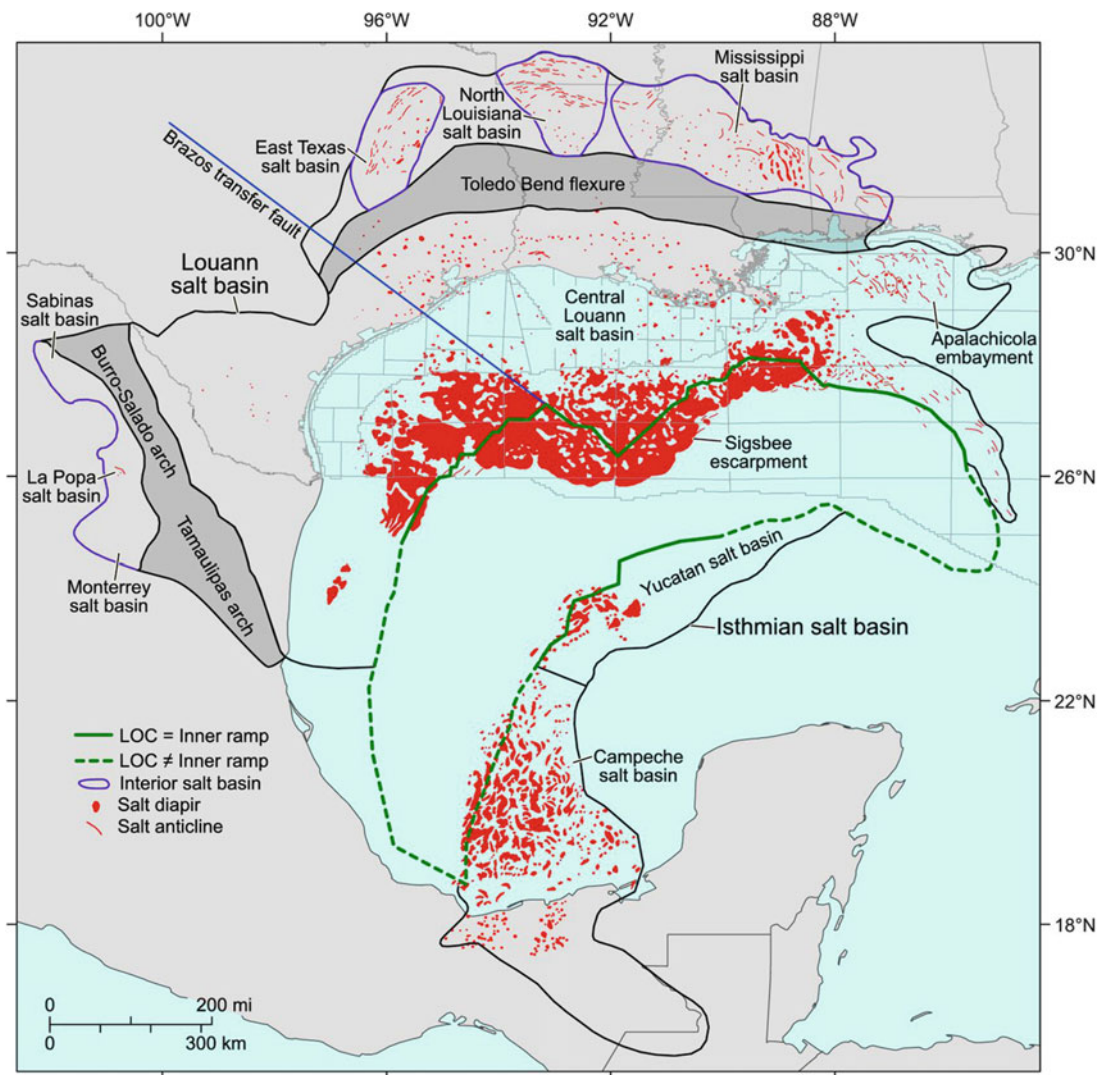 100°W
96°W
92°W
88°W
Mississippi
salt basin
North
Louisiana
salt basin
East Texas
salt basin
Brazos transfer fault
Toledo Bend flexure
30°N
Louann
salt basin
Sabinas
salt basin
Central
Louann
salt basin
Apalachicola
embayment
Burro-Salado arch
Sigsbee
escarpment
26°N
La Popa
salt basin
Tamaulipas arch
Monterrey
salt basin
Yucatan salt basin
Isthmian salt basin
22°N
LOC = Inner ramp
LOC ≠ Inner ramp
Interior salt basin
Salt diapir
Salt anticline
Campeche
salt basin
18°N
0 200 mi
0 300 km